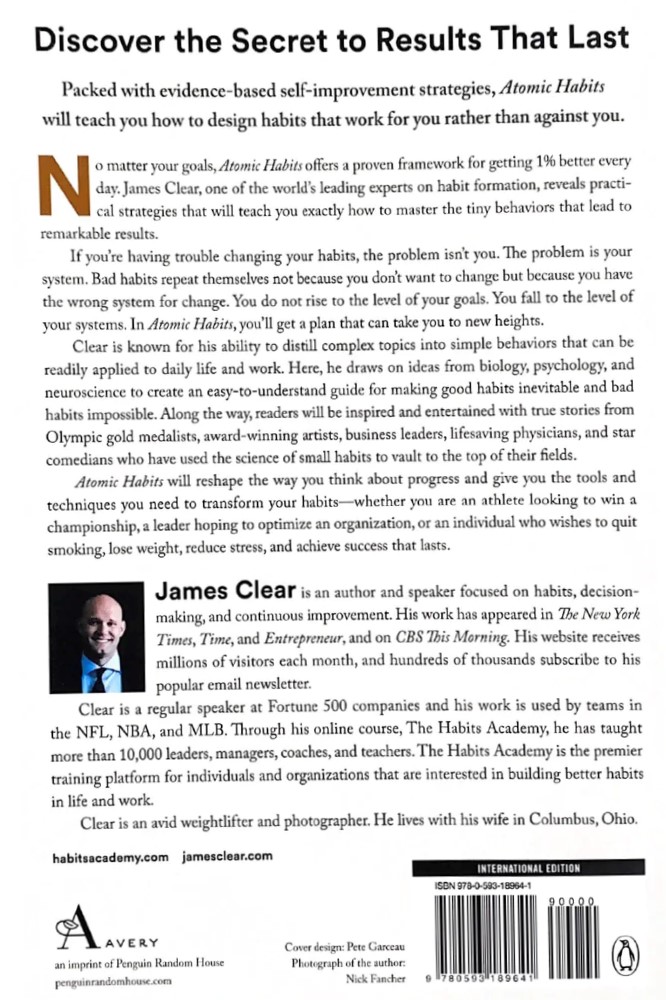 Discover the Secret to Results That Last
Packed with evidence-based self-improvement strategies, Atomic Habits
will teach you how to design habits that work for you rather than against you.
No matter your goals, Atomic Habits offers a proven framework for getting 1% better every
day. James Clear, one of the world's leading experts on habit formation, reveals practi-
cal strategies that will teach you exactly how to master the tiny behaviors that lead to
remarkable results.
If you're having trouble changing your habits, the problem isn't you. The problem is your
system. Bad habits repeat themselves not because you don't want to change but because you have
the wrong system for change. You do not rise to the level of your goals. You fall to the level of
your systems. In Atomic Habits, you'll get a plan that can take you to new heights.
Clear is known for his ability to distill complex topics into simple behaviors that can be
readily applied to daily life and work. Here, he draws on ideas from biology, psychology, and
neuroscience to create an easy-to-understand guide for making good habits inevitable and bad
habits impossible. Along the way, readers will be inspired and entertained with true stories from
Olympic gold medalists, award-winning artists, business leaders, lifesaving physicians, and star
comedians who have used the science of small habits to vault to the top of their fields.
Atomic Habits will reshape the way you think about progress and give you the tools and
techniques you need to transform your habits—whether you are an athlete looking to win a
championship, a leader hoping to optimize an organization, or an individual who wishes to quit
smoking, lose weight, reduce stress, and achieve success that lasts.
James Clear is an author and speaker focused on habits, decision-
making, and continuous improvement. His work has appeared in The New York
Times, Time, and Entrepreneur, and on CBS This Morning. His website receives
millions of visitors each month, and hundreds of thousands subscribe to his
popular email newsletter.
Clear is a regular speaker at Fortune 500 companies and his work is used by teams in
the NFL, NBA, and MLB. Through his online course, The Habits Academy, he has taught
more than 10,000 leaders, managers, coaches, and teachers. The Habits Academy is the premier
training platform for individuals and organizations that are interested in building better habits
in life and work.
Clear is an avid weightlifter and photographer. He lives with his wife in Columbus, Ohio.
habitsacademy.com jamesclear.com
INTERNATIONAL EDITION
ISBN 978-0-593-18964-1
90000
9 780593 189641
A AVERY
an imprint of Penguin Random House
penguinrandomhouse.com
Cover design: Pete Garceau
Photograph of the author:
Nick Fancher